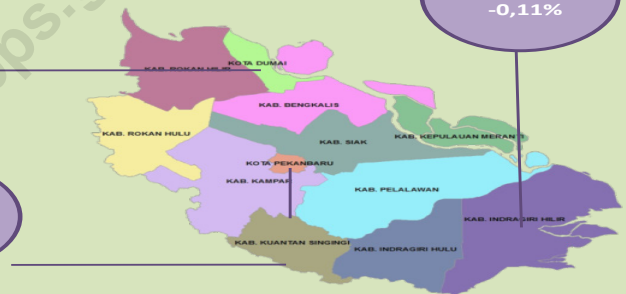 -0,11%
KAB. ROKAN HILIR
KOTA DUMAI
KAB. BENGKALIS
KAB. ROKAN HULU
KAB. SIAK
KAB. KEPULAUAN MERANTI
KOTA PEKANBARU
KAB. KAMPAR
KAB. PELALAWAN
KAB. INDRAGIRI HILIR
KAB. KUANTAN SINGINGI
KAB. INDRAGIRI HULU